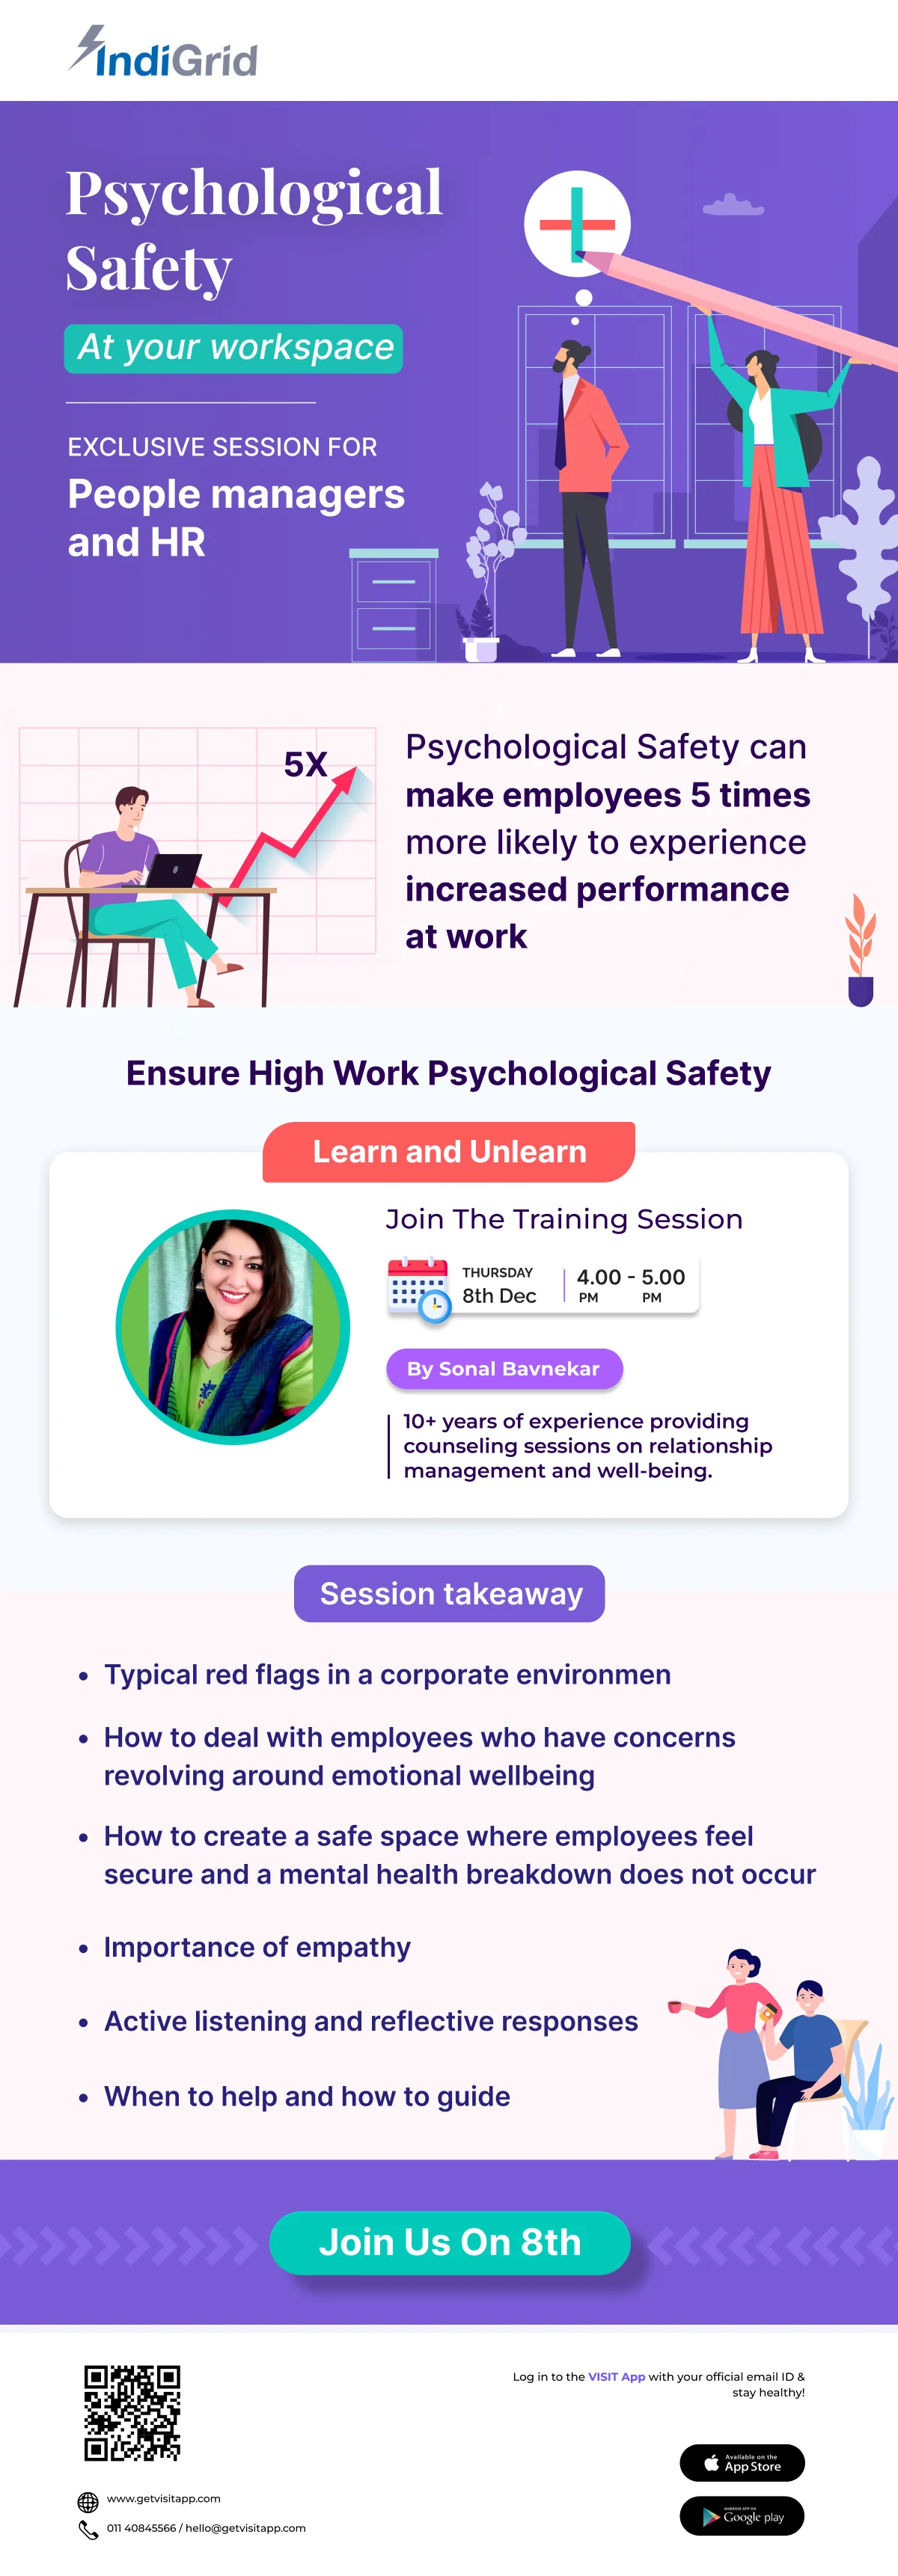 IndiGrid
Psychological
Safety
At your workspace
EXCLUSIVE SESSION FOR
People managers
and HR
5X
Psychological Safety can
make employees 5 times
more likely to experience
increased performance
at work
Ensure High Work Psychological Safety
Learn and Unlearn
Join The Training Session
THURSDAY
8th Dec
4.00 - 5.00
PM PM
By Sonal Bavnekar
10+ years of experience providing
counseling sessions on relationship
management and well-being.
Session takeaway
• Typical red flags in a corporate environmen
• How to deal with employees who have concerns
revolving around emotional wellbeing
• How to create a safe space where employees feel
secure and a mental health breakdown does not occur
• Importance of empathy
• Active listening and reflective responses
• When to help and how to guide
Join Us On 8th
Log in to the VISIT App with your official email ID &
stay healthy!
Available on the
App Store
www.getvisitapp.com
ANDROID APP ON
Google play
011 40845566 / hello@getvisitapp.com